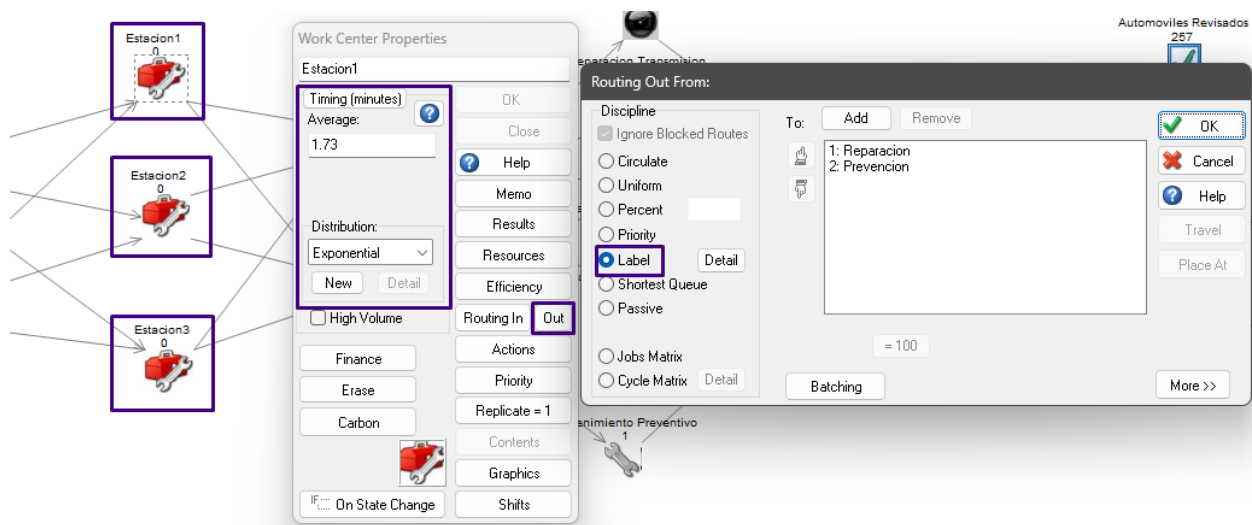 Estacion1
0
Estacion2
0
Estacion3
0
Work Center Properties
Estacion1
Timing (minutes)
Average:
1.73
Distribution:
Exponential
New
Detail
High Volume
Finance
Erase
Carbon
On State Change
OK
Close
Help
Memo
Results
Resources
Efficiency
Routing In
Out
Actions
Priority
Replicate = 1
Contents
Graphics
Shifts
Automoviles Revisados
257
Routing Out From:
Discipline
Ignore Blocked Routes
Circulate
Uniform
Percent
Priority
Label
Detail
Shortest Queue
Passive
Jobs Matrix
Cycle Matrix
Detail
To:
Add
Remove
1: Reparacion
2: Prevencion
= 100
Batching
OK
Cancel
Help
Travel
Place At
More >>
enimiento Preventivo
1